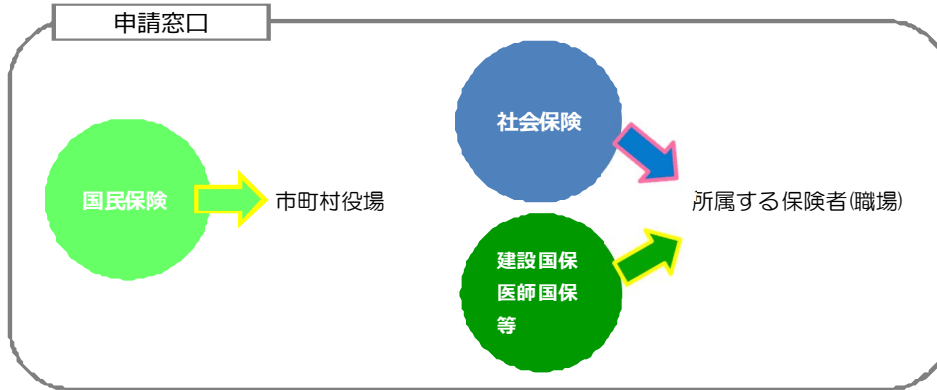 申請窓口
国民保険
市町村役場
社会保険
建設国保
医師国保
等
所属する保険者(職場)